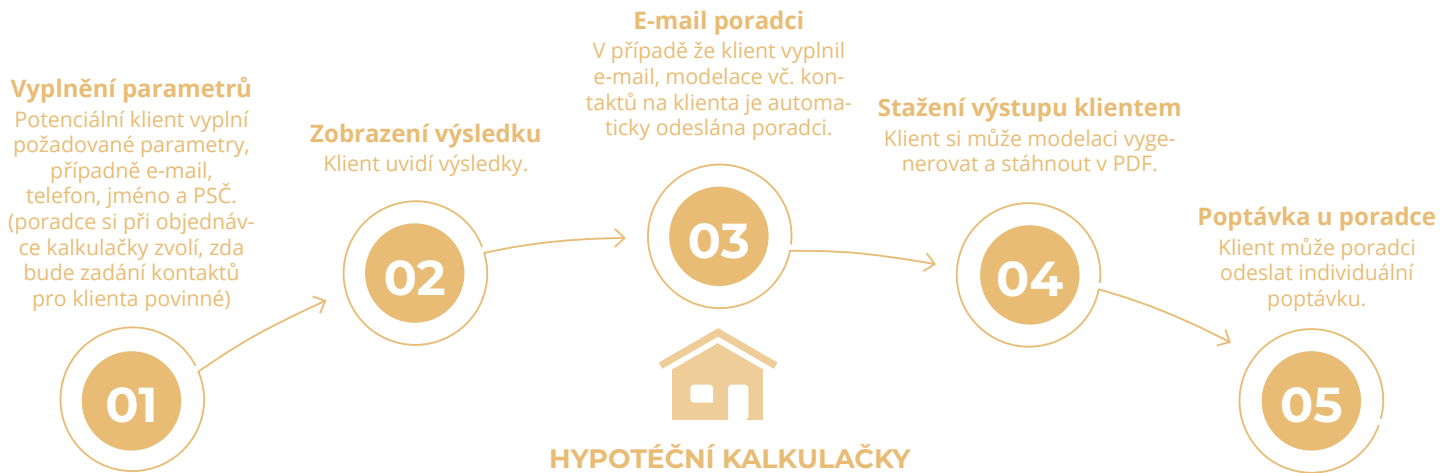 Vyplnění parametrů
Potenciální klient vyplní
požadované parametry,
případně e-mail,
telefon, jméno a PSČ.
(poradce si při objednáv-
ce kalkulačky zvolí, zda
bude zadání kontaktů
pro klienta povinné)
01
Zobrazení výsledku
Klient uvidí výsledky.
02
E-mail poradci
V případě že klient vyplnil
e-mail, modelace vč. kon-
taktů na klienta je automa-
ticky odeslána poradci.
03
Stažení výstupu klientem
Klient si může modelaci vyge-
nerovat a stáhnout v PDF.
04
Poptávka u poradce
Klient může poradci
odeslat individuální
poptávku.
05
HYPOTÉČNÍ KALKULAČKY